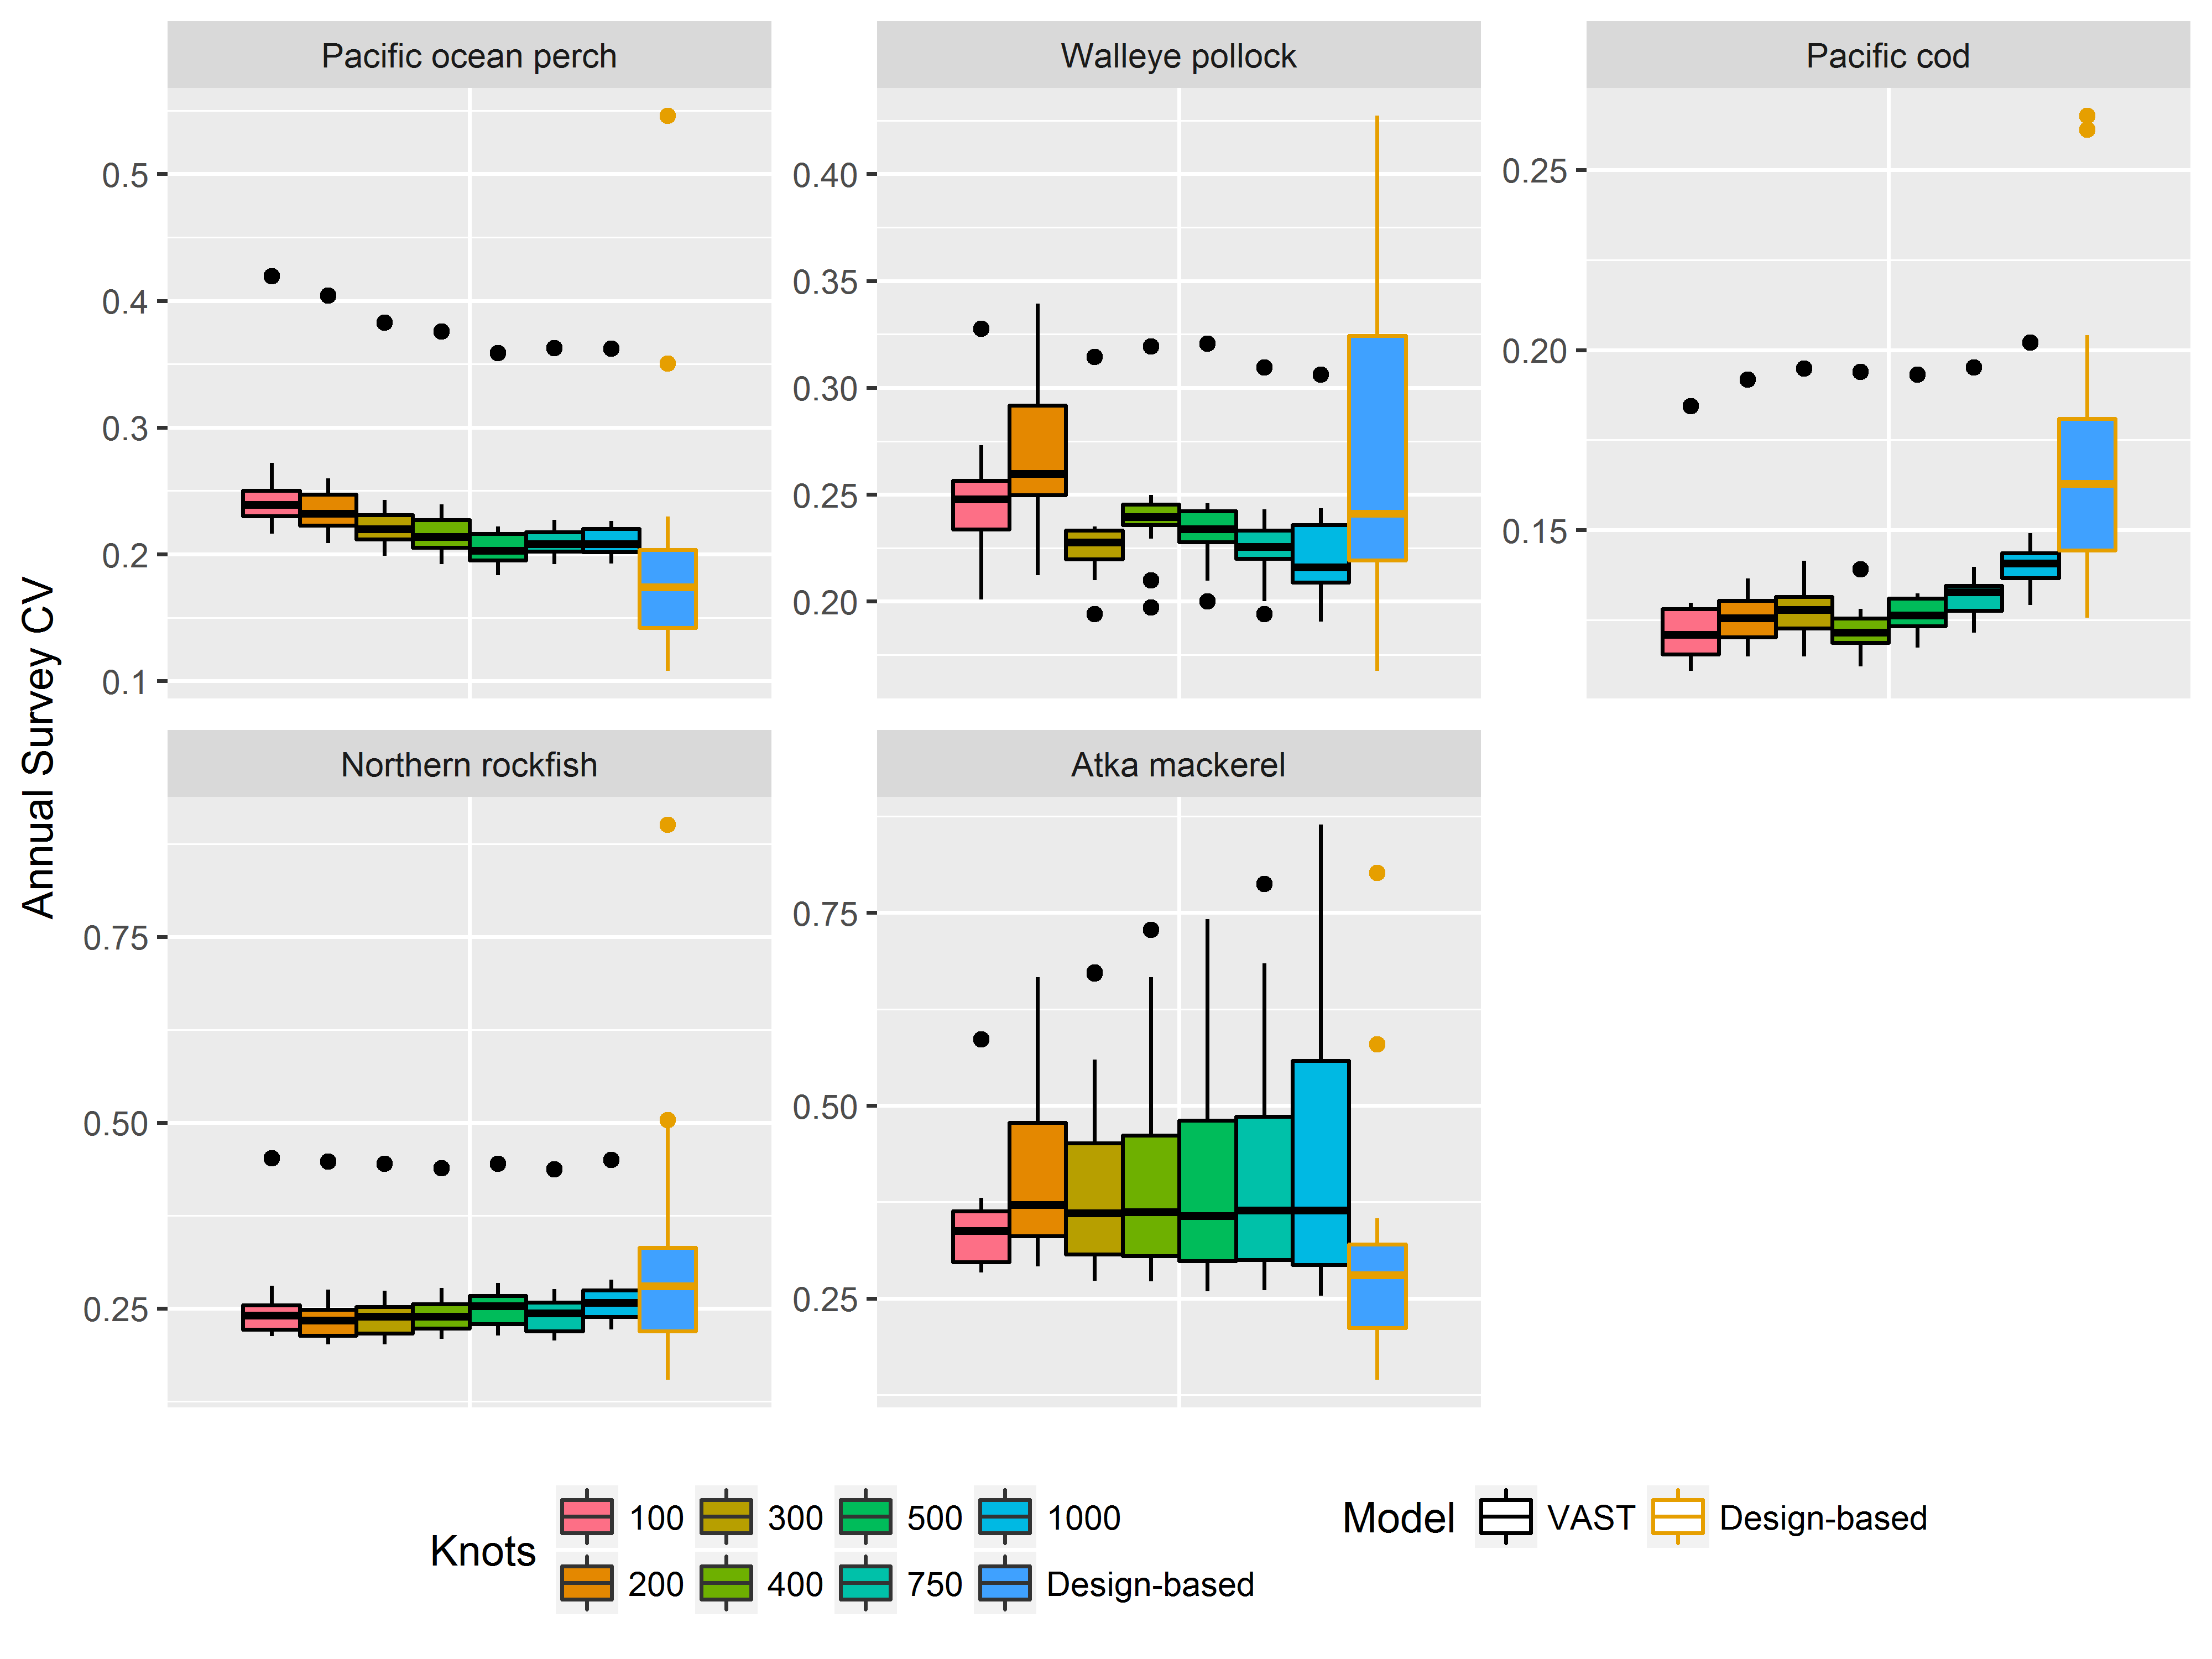 Pacific ocean perch
Walleye pollock
Pacific cod
0.5
0.4
0.3
0.2
0.1
0.40
0.35
0.30
0.25
0.20
0.25
0.20
0.15
Annual Survey CV
Northern rockfish
Atka mackerel
0.75
0.50
0.25
0.75
0.50
0.25
Knots
100
300
500
1000
200
400
750
Design-based
Model
VAST
Design-based